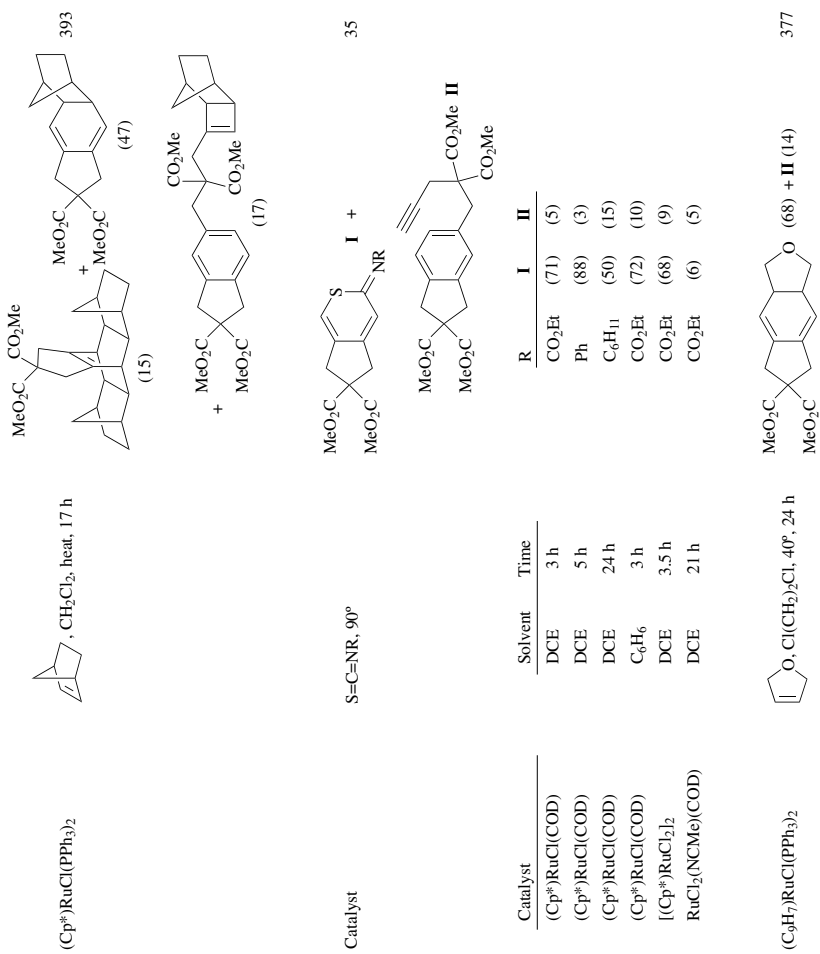 (Cp*)RuCl(PPh3)2
, CH2Cl2, heat, 17 h
MeO2C
CO2Me
(15)
+
MeO2C
MeO2C
(47)
393
+
MeO2C
MeO2C
CO2Me
CO2Me
(17)
Catalyst
S=C=NR, 90º
MeO2C
MeO2C
S
NR
I +
35
MeO2C
MeO2C
CO2Me
CO2Me
II
Catalyst Solvent Time R I II
(Cp*)RuCl(COD) DCE 3 h CO2Et (71) (5)
(Cp*)RuCl(COD) DCE 5 h Ph (88) (3)
(Cp*)RuCl(COD) DCE 24 h C6H11 (50) (15)
(Cp*)RuCl(COD) C6H6 3 h CO2Et (72) (10)
[(Cp*)RuCl2]2 DCE 3.5 h CO2Et (68) (9)
RuCl2(NCMe)(COD) DCE 21 h CO2Et (6) (5)
(C9H7)RuCl(PPh3)2
O, Cl(CH2)2Cl, 40º, 24 h
MeO2C
MeO2C
O
(68) + II (14)
377